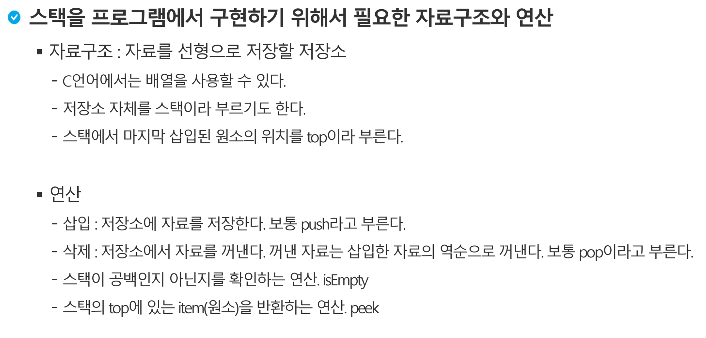 스택을 프로그램에서 구현하기 위해서 필요한 자료구조와 연산
▪ 자료구조 : 자료를 선형으로 저장할 저장소
- C언어에서는 배열을 사용할 수 있다.
- 저장소 자체를 스택이라 부르기도 한다.
- 스택에서 마지막 삽입된 원소의 위치를 top이라 부른다.
▪ 연산
- 삽입 : 저장소에 자료를 저장한다. 보통 push라고 부른다.
- 삭제 : 저장소에서 자료를 꺼낸다. 꺼낸 자료는 삽입한 자료의 역순으로 꺼낸다. 보통 pop이라고 부른다.
- 스택이 공백인지 아닌지를 확인하는 연산. isEmpty
- 스택의 top에 있는 item(원소)을 반환하는 연산. peek